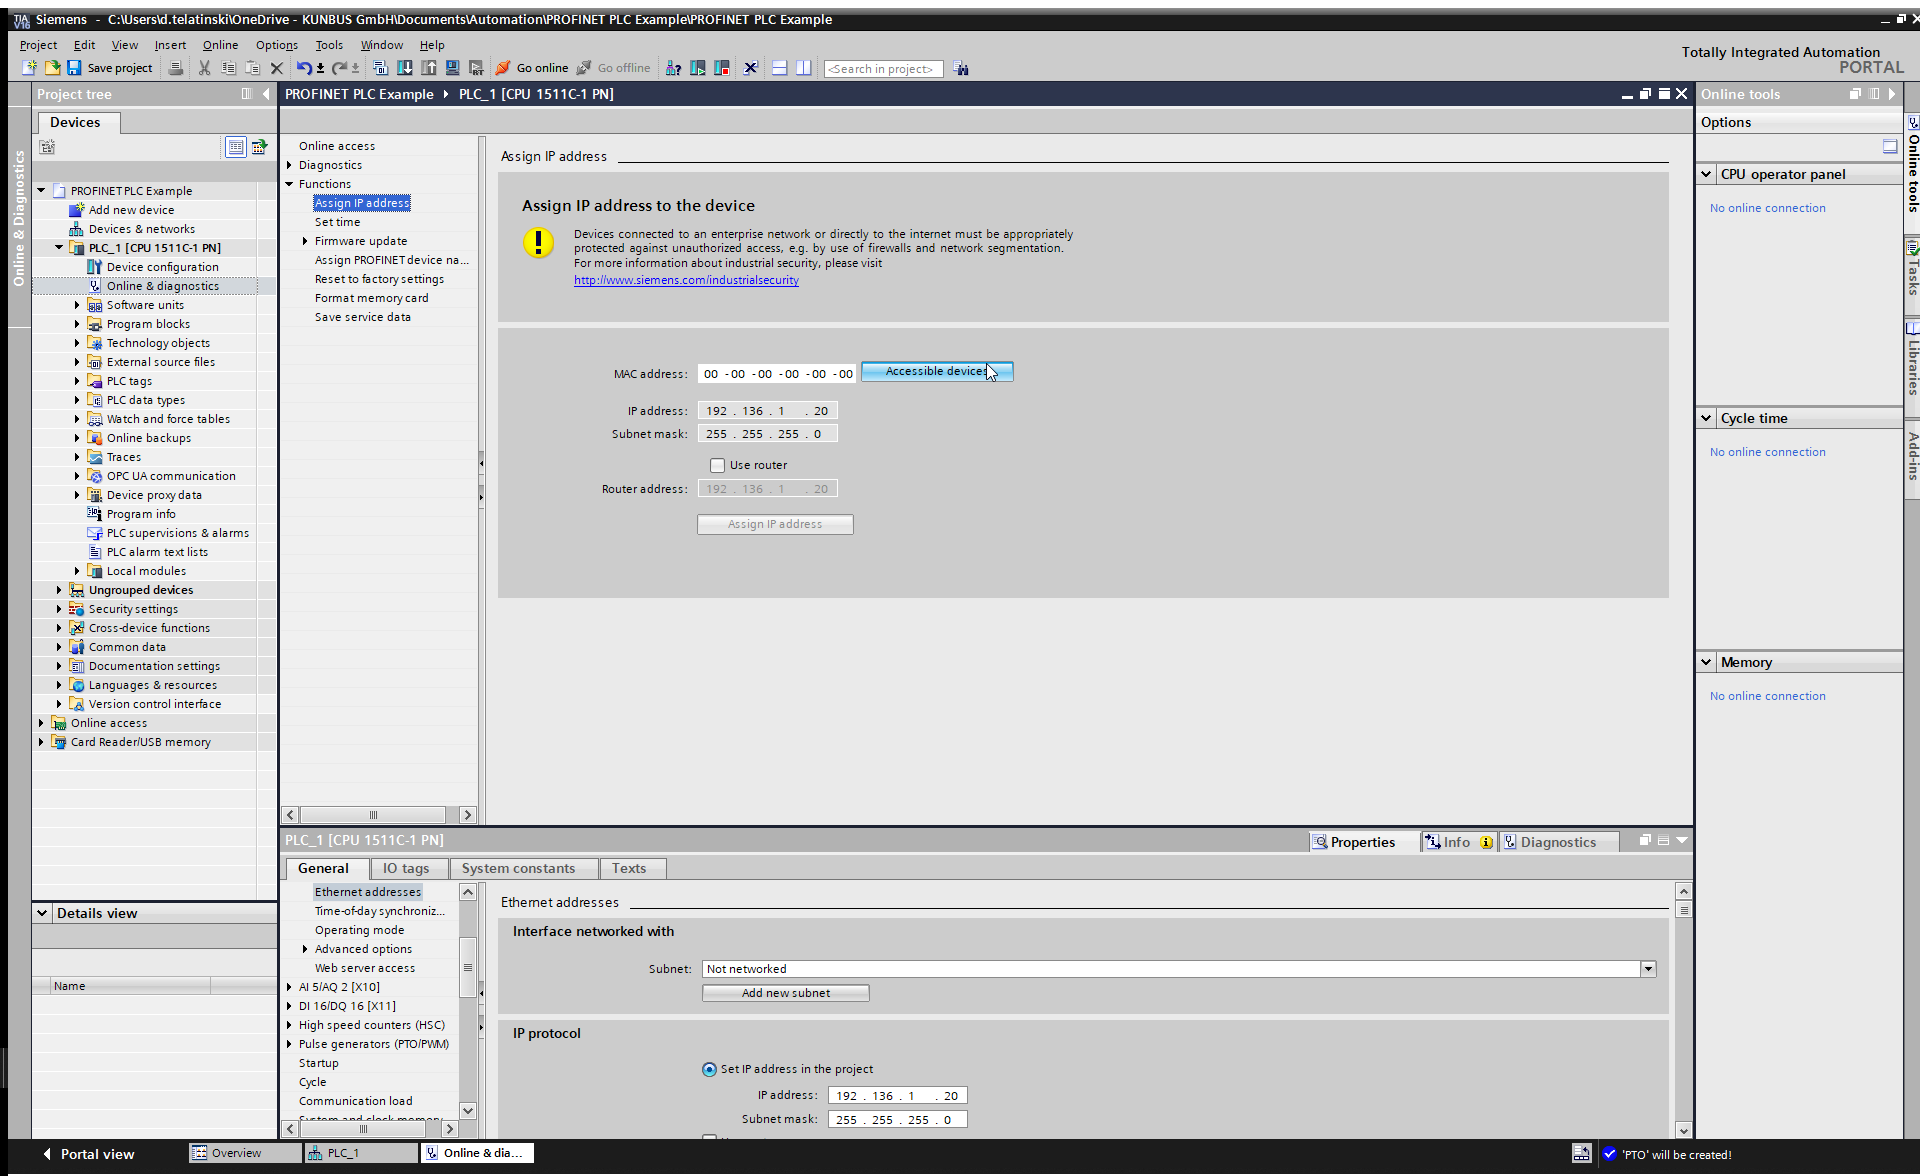 Siemens - C:\Users\d.telatinski\OneDrive - KUNBUS GmbH\Documents\Automation\PROFINET PLC Example\PROFINET PLC Example
Project Edit View Insert Online Options Tools Window Help
Totally Integrated Automation
PORTAL
Save project
Go online
Go offline
<Search in project>
Project tree
PROFINET PLC Example PLC_1 [CPU 1511C-1 PN]
Online tools
Devices
Options
Online & Diagnostics
PROFINET PLC Example
Add new device
Devices & networks
PLC_1 [CPU 1511C-1 PN]
Device configuration
Online & diagnostics
Software units
Program blocks
Technology objects
External source files
PLC tags
PLC data types
Watch and force tables
Online backups
Traces
OPC UA communication
Device proxy data
Program info
PLC supervisions & alarms
PLC alarm text lists
Local modules
Ungrouped devices
Security settings
Cross-device functions
Common data
Documentation settings
Languages & resources
Version control interface
Online access
Card Reader/USB memory
Details view
Name
Online access
Diagnostics
Functions
Assign IP address
Set time
Firmware update
Assign PROFINET device na...
Reset to factory settings
Format memory card
Save service data
Assign IP address
Assign IP address to the device
Devices connected to an enterprise network or directly to the internet must be appropriately
protected against unauthorized access, e.g. by use of firewalls and network segmentation.
For more information about industrial security, please visit
http://www.siemens.com/industrialsecurity
MAC address: 00 -00 -00 -00 -00 -00 Accessible devices
IP address: 192 . 136 . 1 . 20
Subnet mask: 255 . 255 . 255 . 0
Use router
Router address: 192 . 136 . 1 . 20
Assign IP address
CPU operator panel
No online connection
Cycle time
No online connection
Memory
No online connection
Online tools
Tasks
Libraries
Add-ins
PLC_1 [CPU 1511C-1 PN]
Properties Info Diagnostics
General IO tags System constants Texts
Ethernet addresses
Time-of-day synchroniz...
Operating mode
Advanced options
Web server access
AI 5/AQ 2 [X10]
DI 16/DQ 16 [X11]
High speed counters (HSC)
Pulse generators (PTO/PWM)
Startup
Cycle
Communication load
System and clock memory
Ethernet addresses
Interface networked with
Subnet: Not networked
Add new subnet
IP protocol
Set IP address in the project
IP address: 192 . 136 . 1 . 20
Subnet mask: 255 . 255 . 255 . 0
Portal view
Overview
PLC_1
Online & dia...
'PTO' will be created!